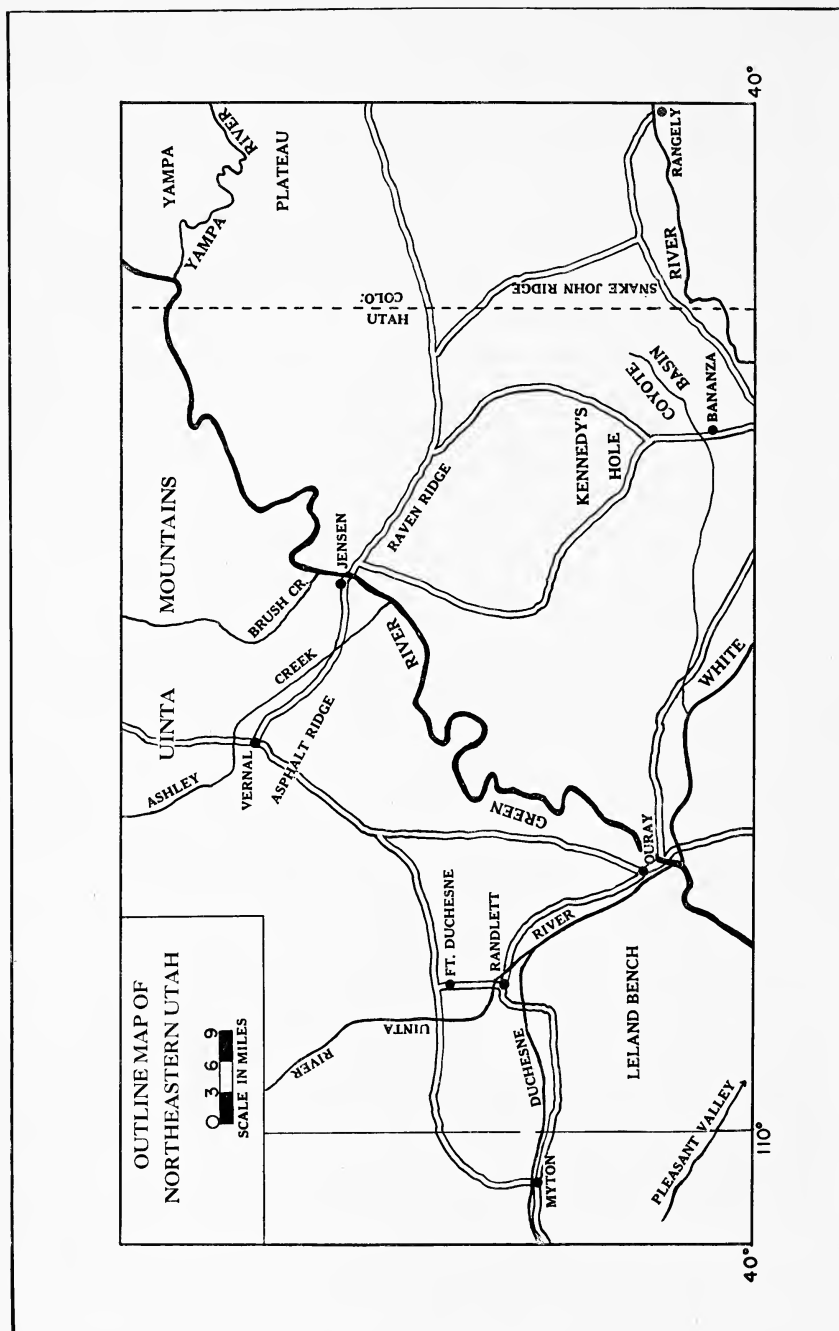 OUTLINE MAP OF
NORTHEASTERN UTAH
0 3 6 9
SCALE IN MILES
UINTA
MOUNTAINS
YAMPA
PLATEAU
YAMPA
RIVER
ASHLEY
CREEK
BRUSH CR.
VERNAL
ASPHALT RIDGE
JENSEN
RAVEN RIDGE
UTAH
COLO.
SNAKE JOHN RIDGE
KENNEDY'S
HOLE
COYOTE
BASIN
BANANZA
RIVER
RANGELY
WHITE
GREEN
RIVER
OURAY
RIVER
UINTA
FT. DUCHESNE
RANDLETT
DUCHESNE
RIVER
LELAND BENCH
MYTON
PLEASANT VALLEY
40°
110°
40°